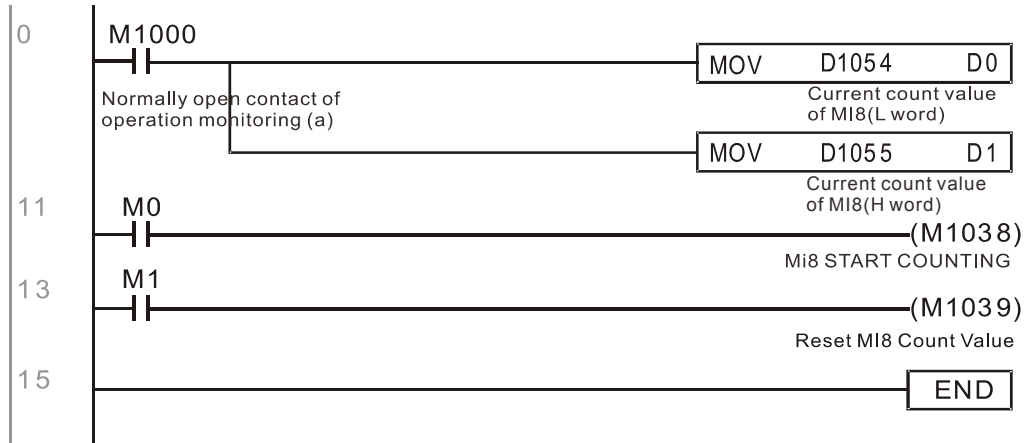 0
M1000
MOV D1054 D0
Normally open contact of
operation monitoring (a)
Current count value
of MI8(L word)
MOV D1055 D1
Current count value
of MI8(H word)
11
M0
(M1038)
Mi8 START COUNTING
13
M1
(M1039)
Reset MI8 Count Value
15
END